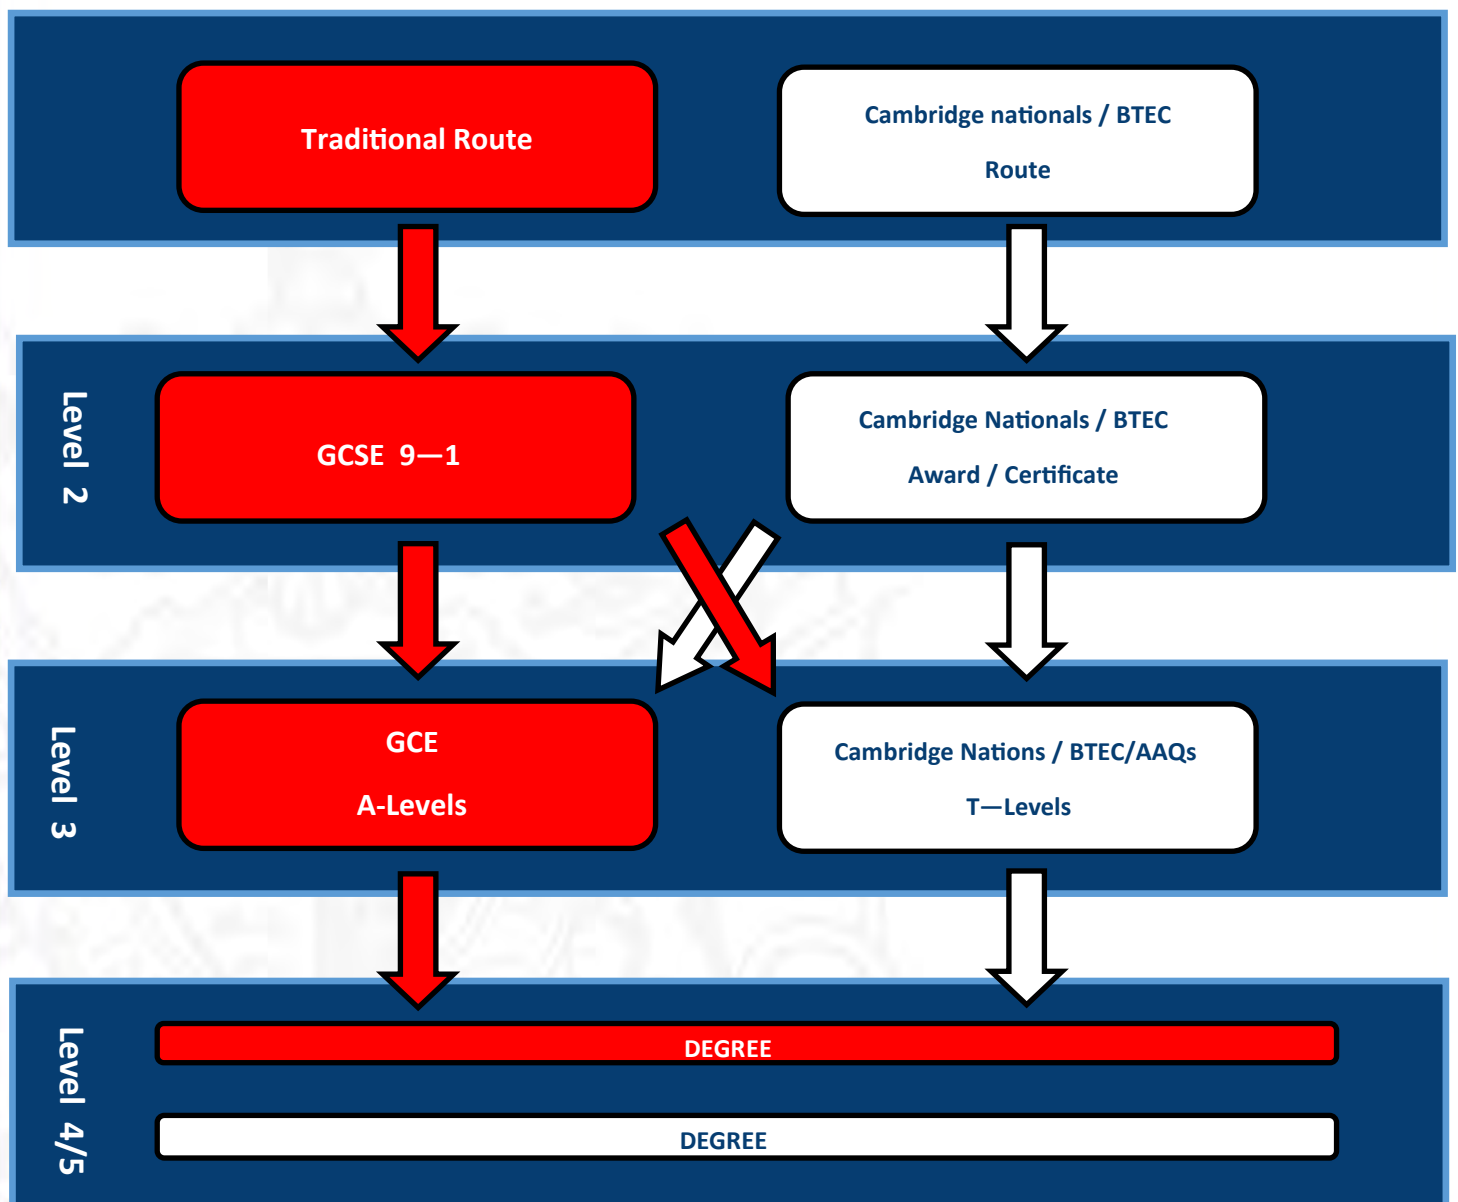 Traditional Route
Cambridge nationals / BTEC
Route
Level 2
GCSE 9—1
Cambridge Nationals / BTEC
Award / Certificate
Level 3
GCE
A-Levels
Cambridge Nations / BTEC/AAQs
T—Levels
Level 4/5
DEGREE
DEGREE